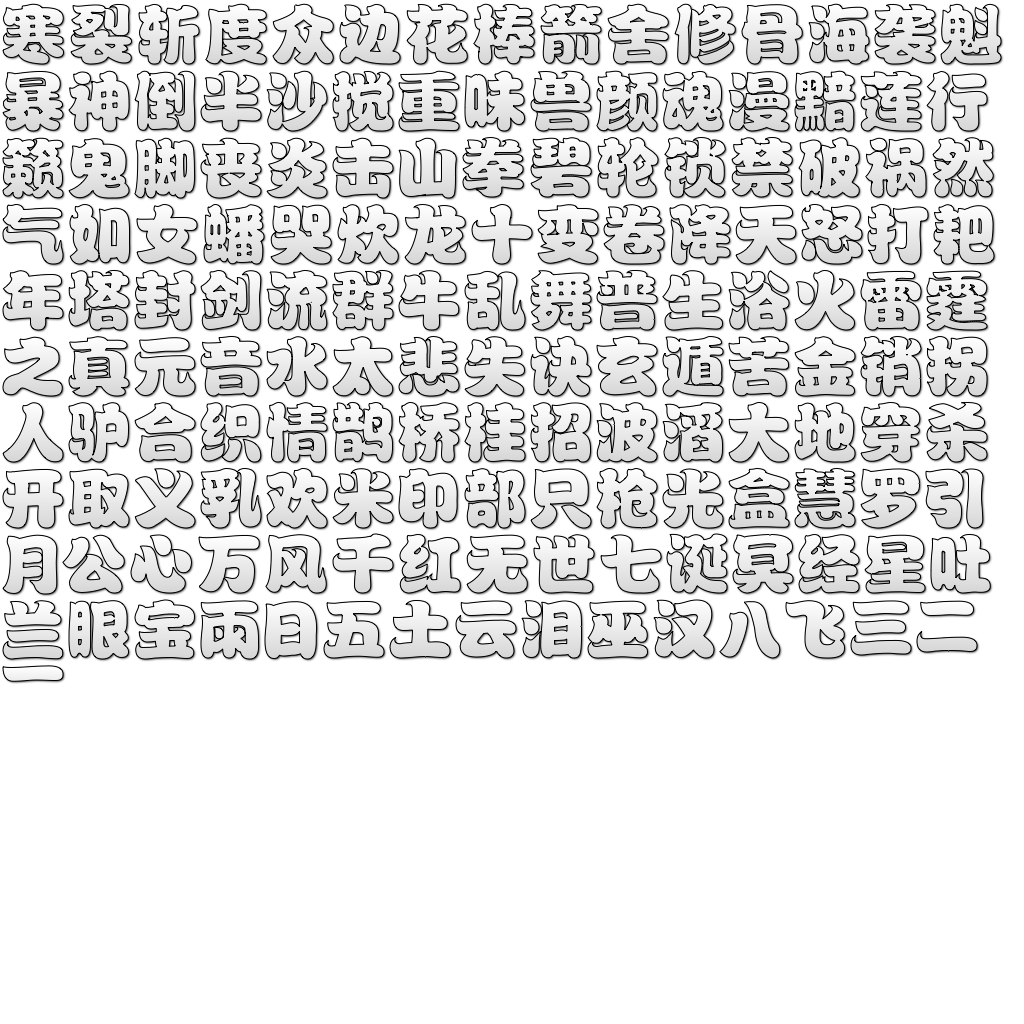 寒裂斩度众边花棒箭舍修骨海袭魁
暴神倒半沙搅重味兽颜魂漫黯莲行
籁鬼脚丧炎击山拳碧轮锁禁破祸然
气如女蟠哭炊龙十变卷降天怒打耙
年塔封剑流群牛乱舞普生浴火雷霆
之真元音水太悲失诀玄遁苦金销拐
人驴合织情鹊桥桂招波滔大地穿杀
开取义乳欢米印部只枪光盒慧罗引
月公心万风千红无世七诞冥经星吐
兰眼宝雨日五土云泪巫汉八飞三二
一